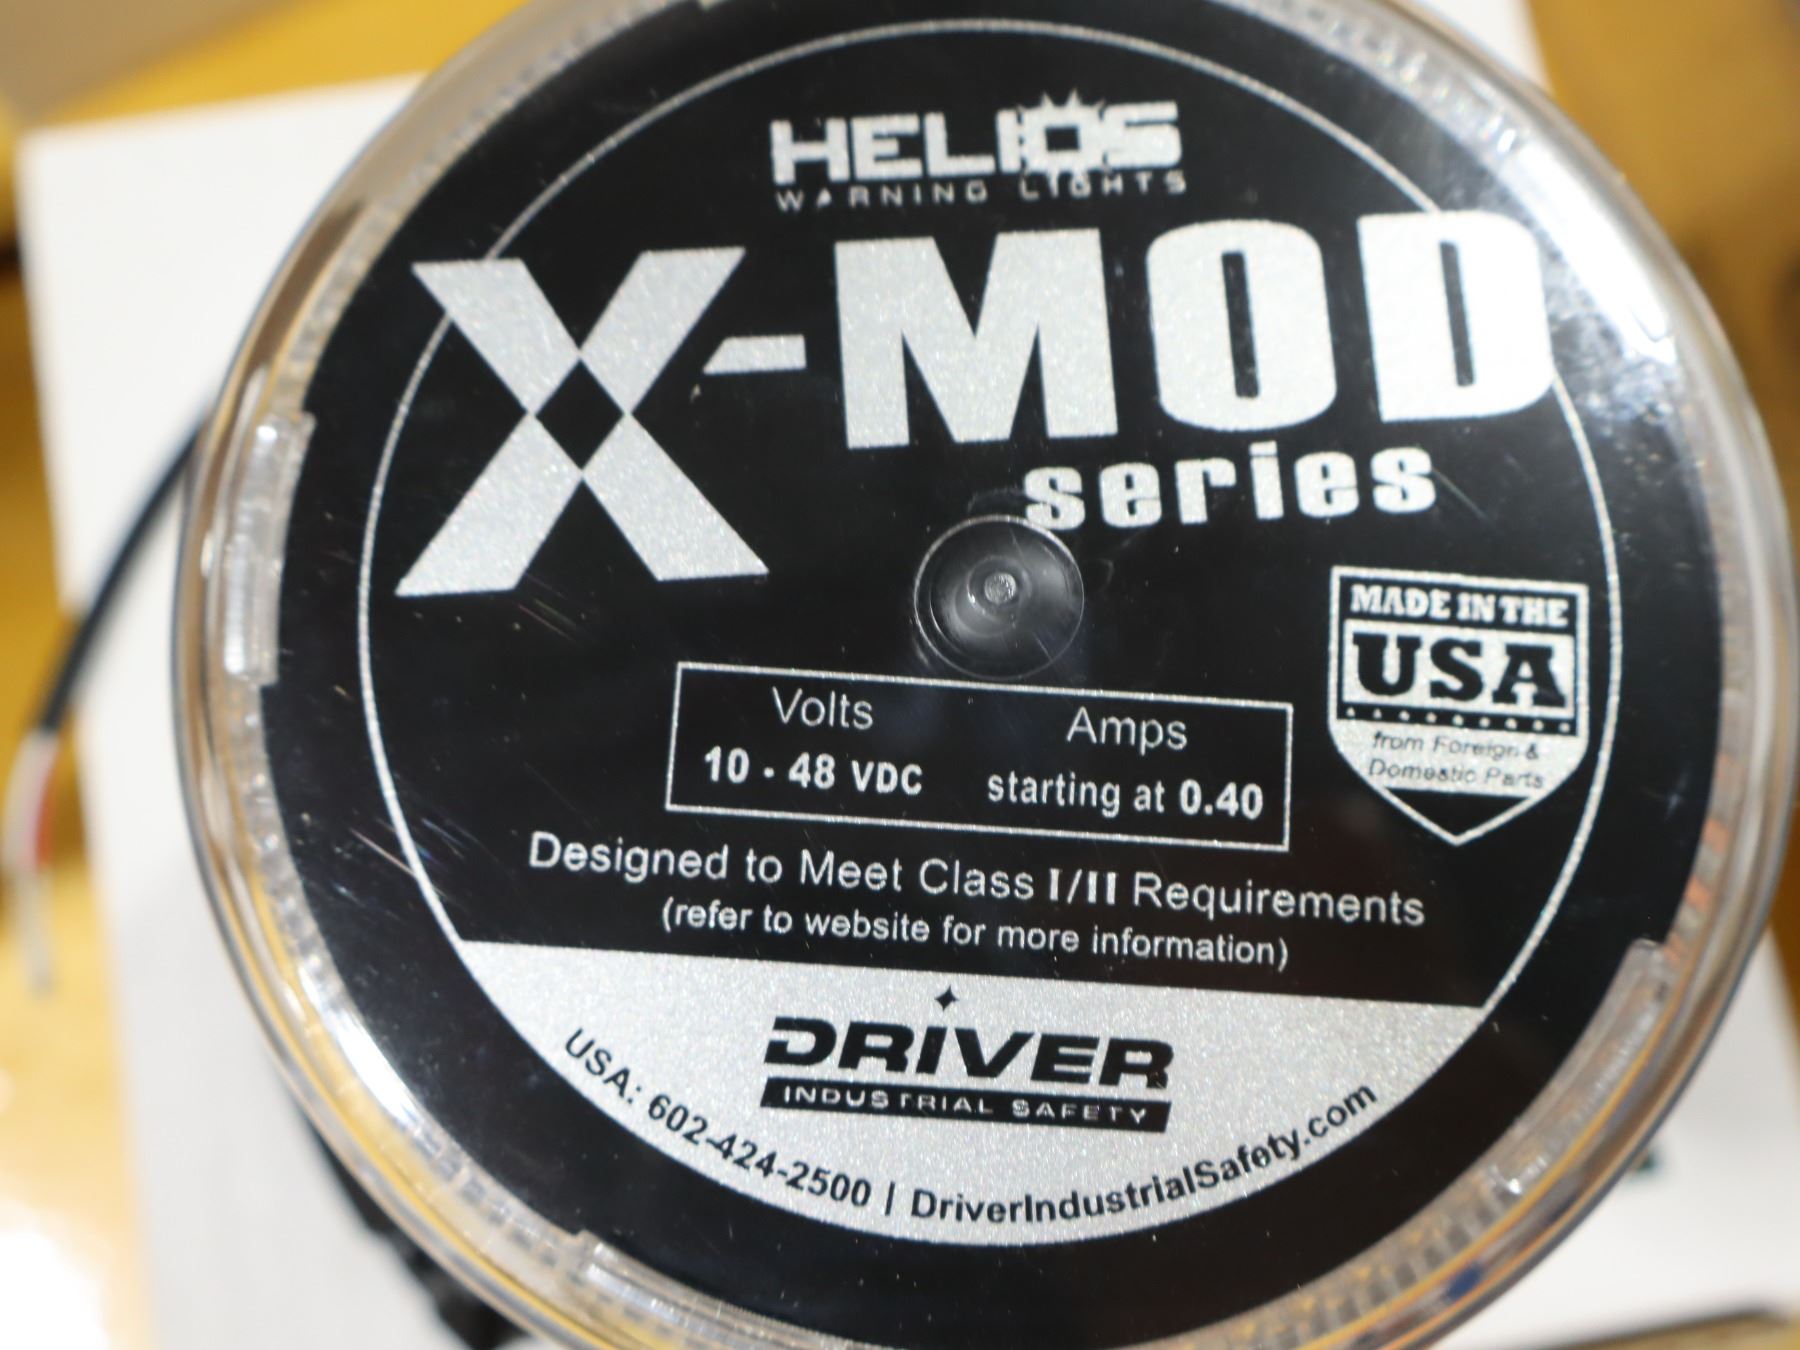 HELIOS
WARNING LIGHTS
X-MOD
series
MADE IN THE
USA
from Foreign &
Domestic Parts
Volts Amps
10 - 48 VDC starting at 0.40
Designed to Meet Class I/II Requirements
(refer to website for more information)
DRIVER
INDUSTRIAL SAFETY
USA: 602-424-2500 | DriverIndustrialSafety.com